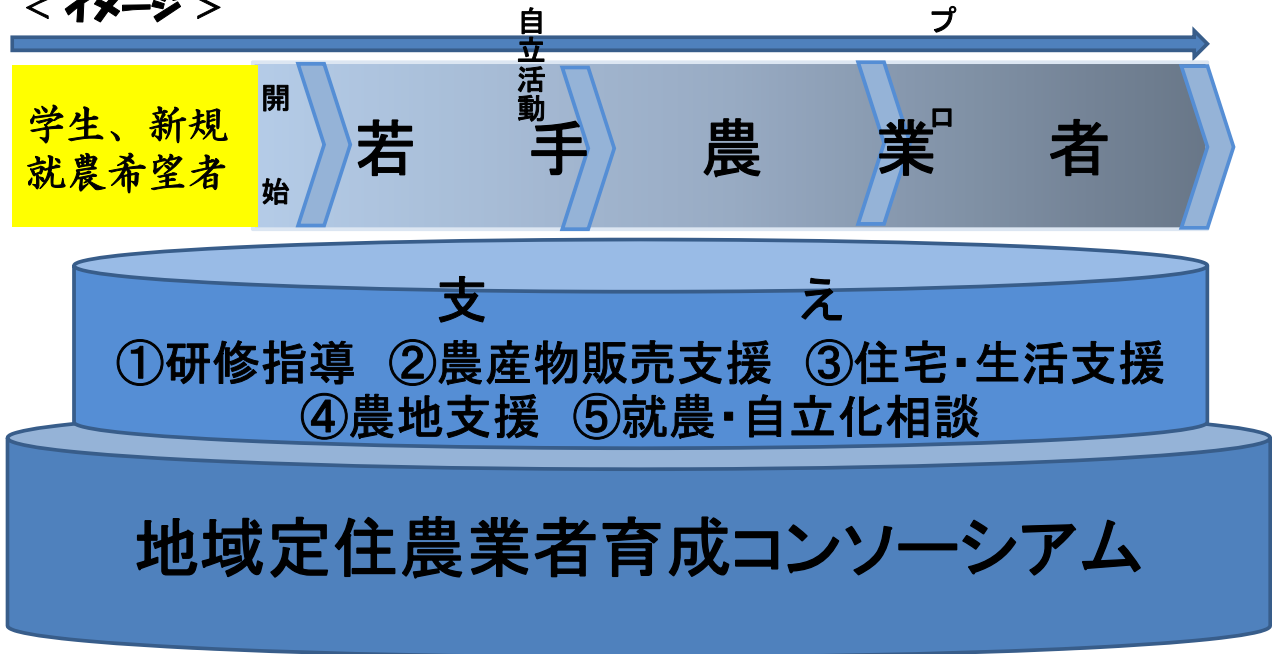 ＜イメージ＞
学生、新規
就農希望者
開始
自立活動
プロ
若手農業者
支え
①研修指導 ②農産物販売支援 ③住宅・生活支援
④農地支援 ⑤就農・自立化相談
地域定住農業者育成コンソーシアム